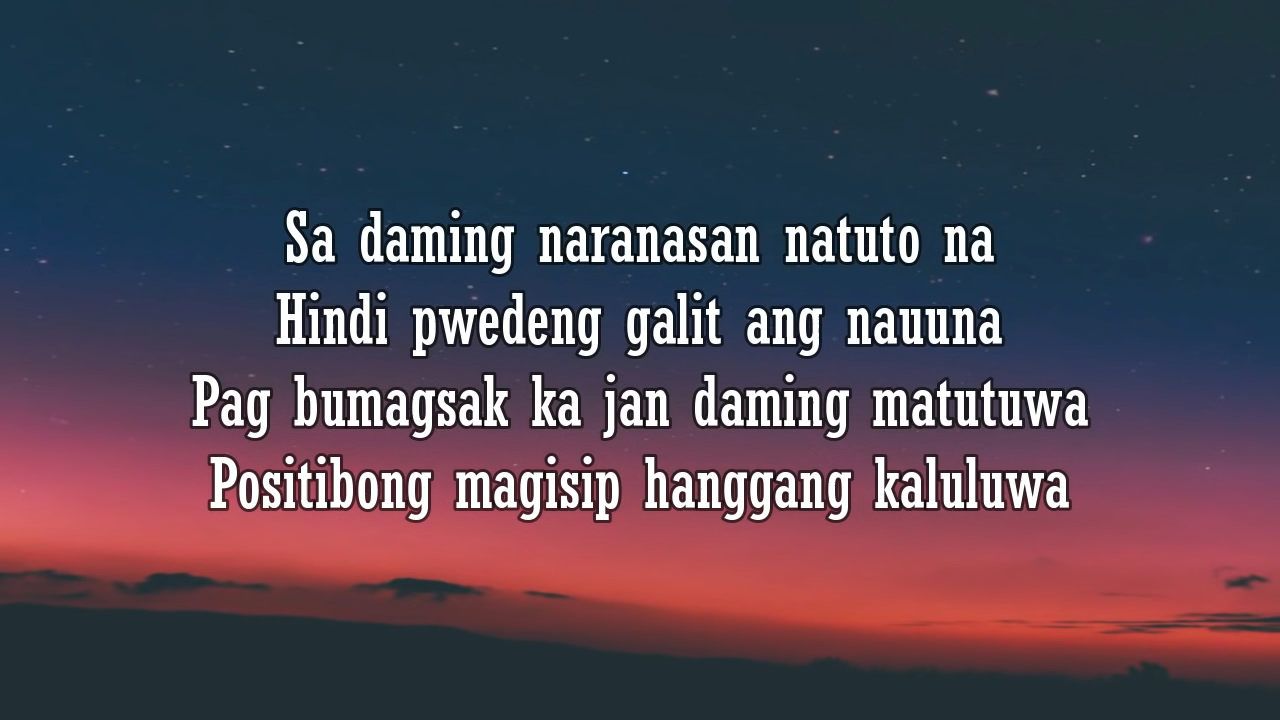 Sa daming naranasan natuto na
Hindi pwedeng galit ang nauuna
Pag bumagsak ka jan daming matutuwa
Positibong magisip hanggang kaluluwa